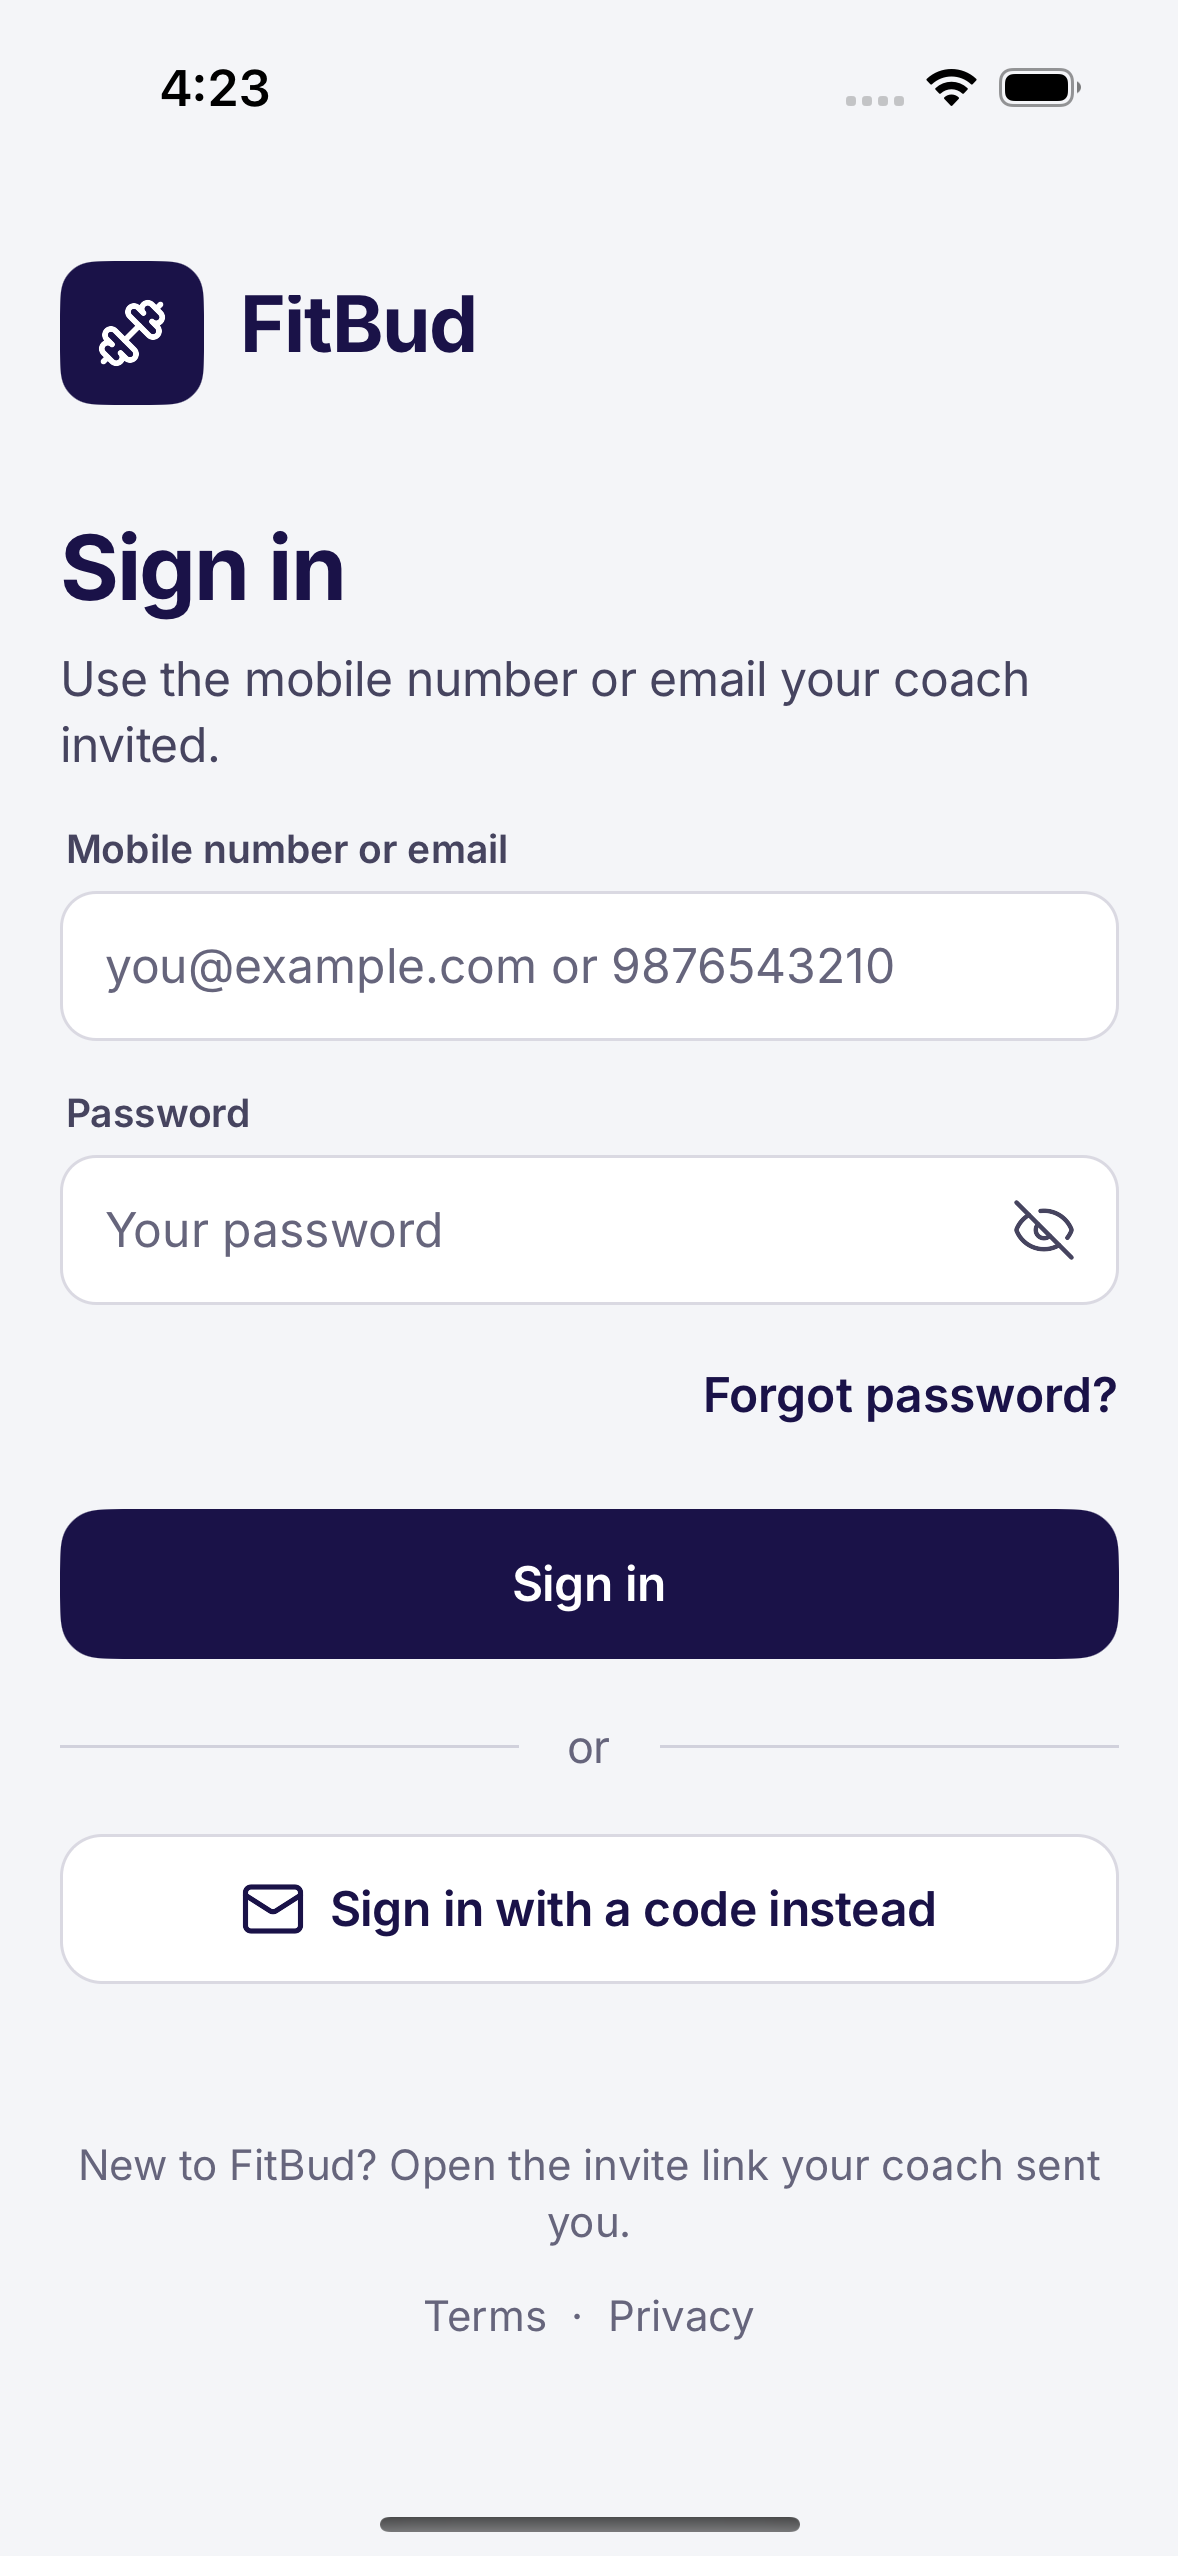 4:23
FitBud
Sign in
Use the mobile number or email your coach
invited.
Mobile number or email
you@example.com or 9876543210
Password
Your password
Forgot password?
Sign in
or
Sign in with a code instead
New to FitBud? Open the invite link your coach sent
you.
Terms · Privacy